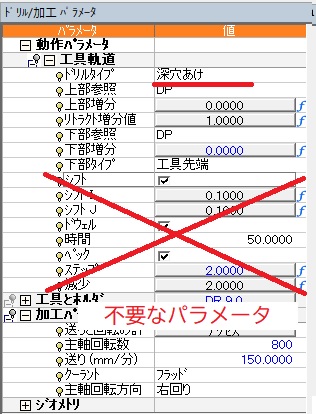 ドリル/加工 パラメータ
パラメータ 値
動作パラメータ
工具軌道
ドリルタイプ 深穴あけ
上部参照 DP
上部増分 0.0000 f
リトラクト増分値 1.0000 f
下部参照 DP
下部増分 0.0000 f
下部タイプ 工具先端
シフト
シフト I 0.1000 f
シフト J 0.1000 f
ドウェル
時間 50.0000
ペック
ステップ 2.0000 f
減少 2.0000 f
工具とホルダ DR 9.0
不要なパラメータ
加工パ
主軸回転数 800
送り(mm/分) 150.0000
クーラント フラッド
主軸回転方向 右回り
ジオメトリ